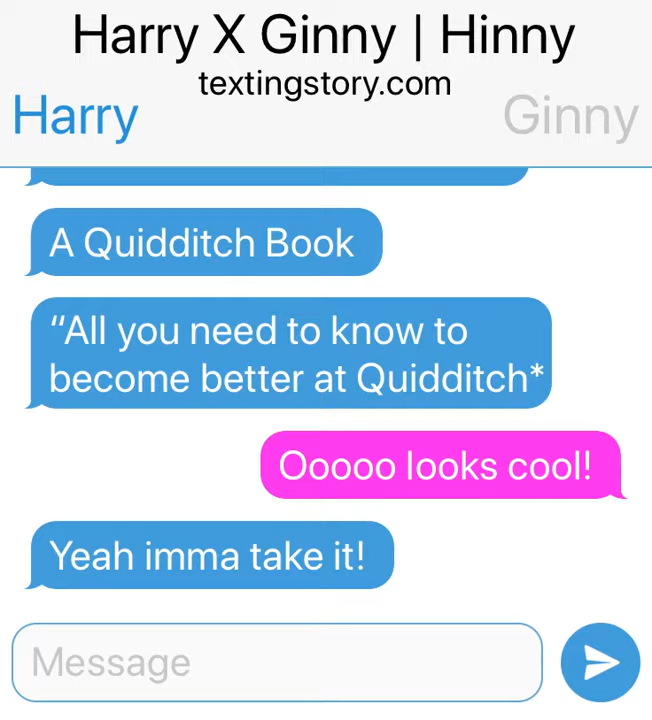 Harry X Ginny | Hinny
textingstory.com
Harry
Ginny
A Quidditch Book
“All you need to know to
become better at Quidditch*
Ooooo looks cool!
Yeah imma take it!
Message